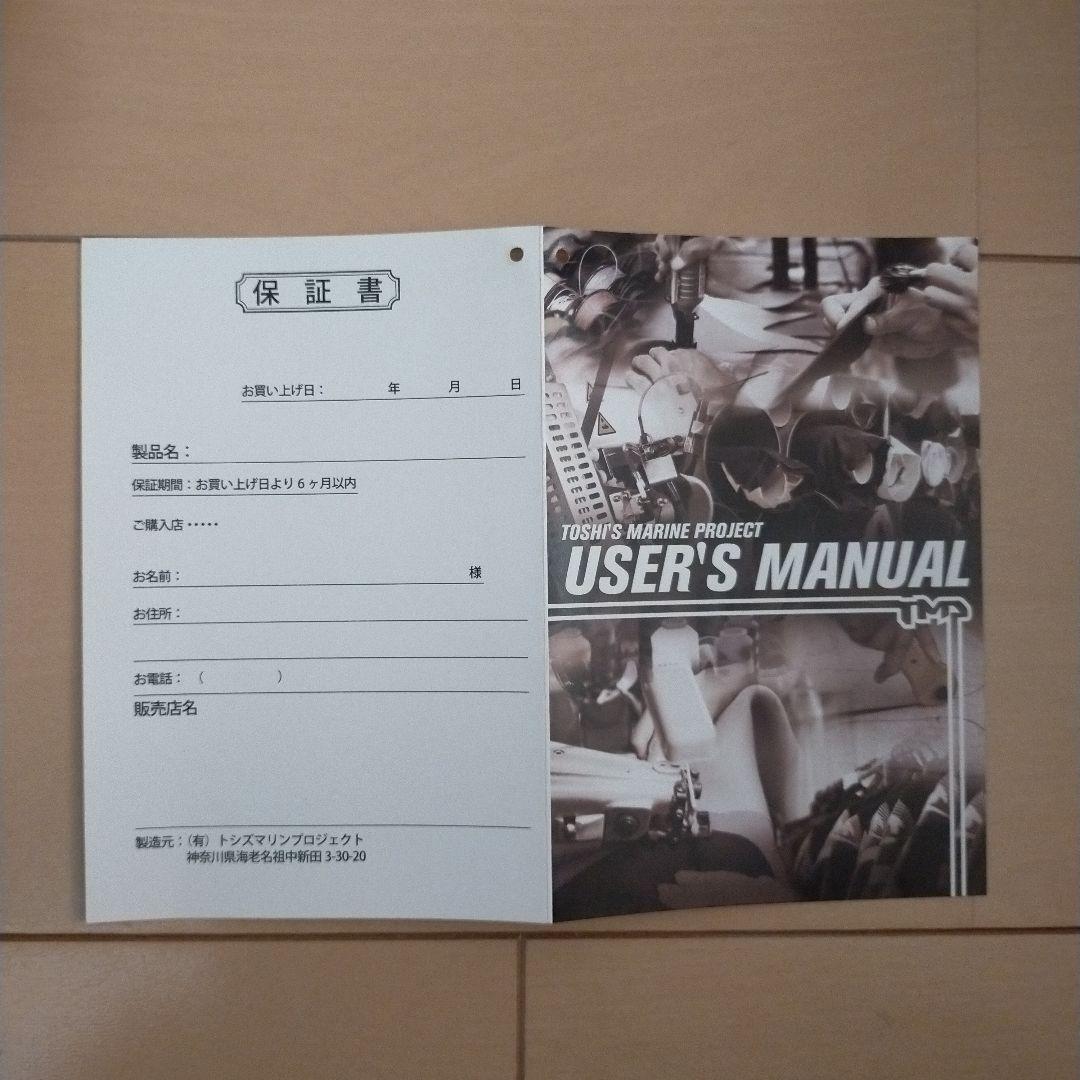 保証書
お買い上げ日： 年 月 日
製品名：
保証期間：お買い上げ日より6ヶ月以内
ご購入店・・・・・
お名前： 様
お住所：
お電話：（ ）
販売店名
製造元：（有）トシズマリンプロジェクト
神奈川県海老名祖中新田 3-30-20
TOSHI'S MARINE PROJECT
USER'S MANUAL
TMP